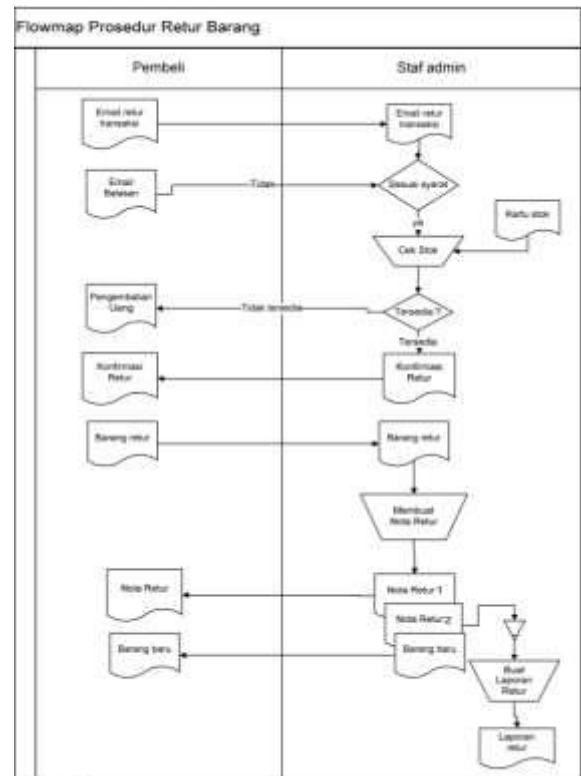 Flowmap Prosedur Retur Barang
Pembeli
Staf admin
Email retur
transaksi
Email retur
transaksi
Email
Balasan
Tidak
Sesuai syarat
ya
Kartu stok
Cek Stok
Pengembalian
Uang
Tidak tersedia
Tersedia ?
Tersedia
Konfirmasi
Retur
Konfirmasi
Retur
Barang retur
Barang retur
Membuat
Nota Retur
Nota Retur
Nota Retur 1
Nota Retur 2
Barang baru
Barang baru
Buat
Laporan
Retur
Laporan
retur